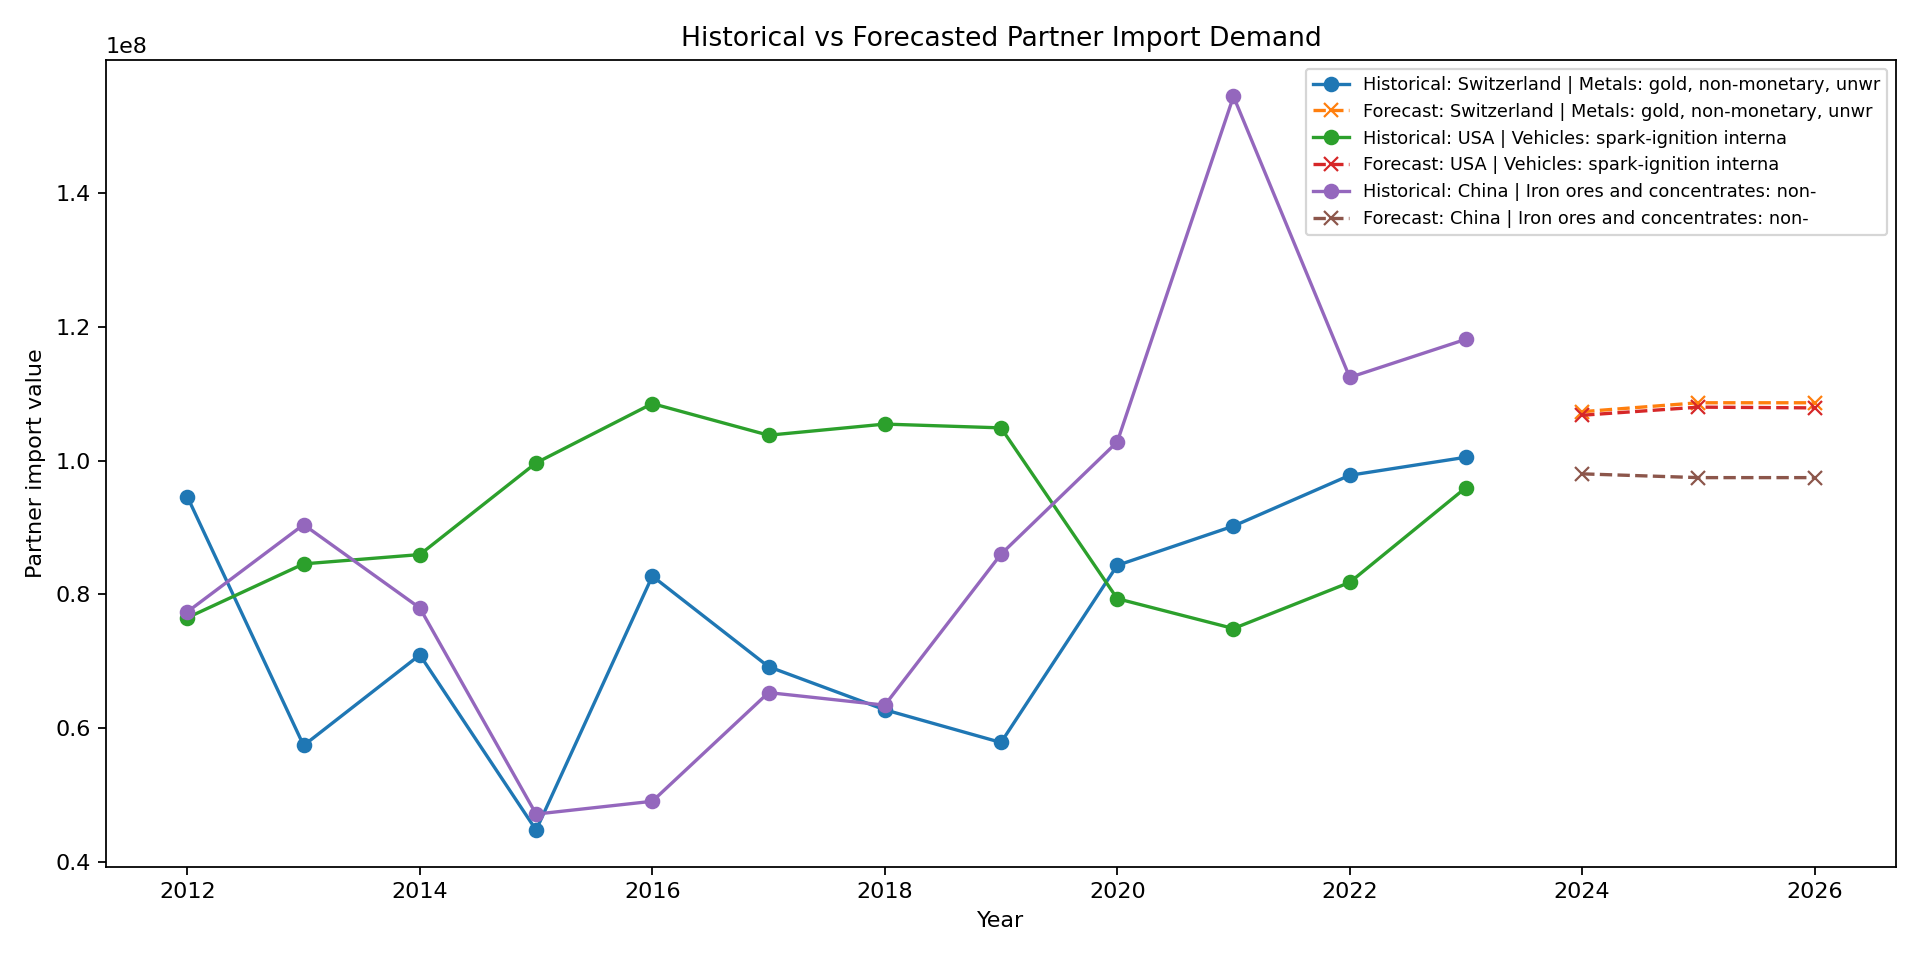 Historical vs Forecasted Partner Import Demand
1e8
Historical: Switzerland | Metals: gold, non-monetary, unwr
Forecast: Switzerland | Metals: gold, non-monetary, unwr
Historical: USA | Vehicles: spark-ignition interna
Forecast: USA | Vehicles: spark-ignition interna
Historical: China | Iron ores and concentrates: non-
Forecast: China | Iron ores and concentrates: non-
1.4
1.2
1.0
0.8
0.6
0.4
Partner import value
2012 2014 2016 2018 2020 2022 2024 2026
Year